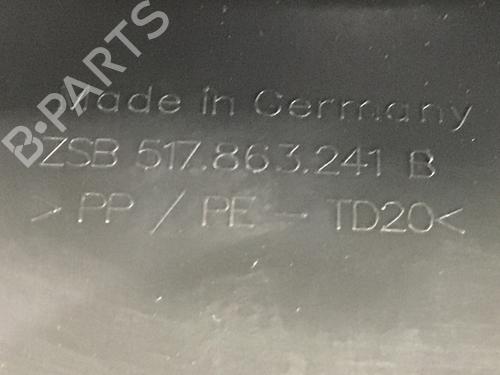 B-PARTS
Made in Germany
ZSB 517.863.241 B
> PP / PE - TD20<